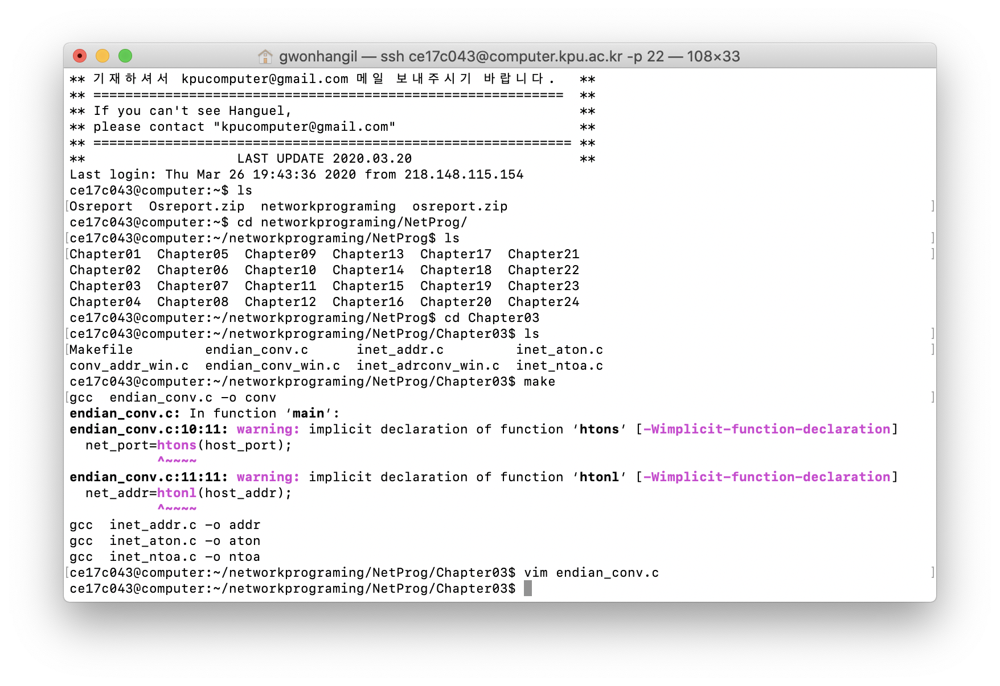 gwonhangil — ssh ce17c043@computer.kpu.ac.kr -p 22 — 108×33
** 기재하셔서 kpucomputer@gmail.com 메일 보내주시기 바랍니다.   **
** ===========================================================  **
** If you can't see Hanguel,                                    **
** please contact "kpucomputer@gmail.com"                       **
** ============================================================ **
**                   LAST UPDATE 2020.03.20                     **
Last login: Thu Mar 26 19:43:36 2020 from 218.148.115.154
ce17c043@computer:~$ ls
[Osreport  Osreport.zip  networkprograming  osreport.zip ]
ce17c043@computer:~$ cd networkprograming/NetProg/
[ce17c043@computer:~/networkprograming/NetProg$ ls ]
[Chapter01  Chapter05  Chapter09  Chapter13  Chapter17  Chapter21 ]
Chapter02  Chapter06  Chapter10  Chapter14  Chapter18  Chapter22
Chapter03  Chapter07  Chapter11  Chapter15  Chapter19  Chapter23
Chapter04  Chapter08  Chapter12  Chapter16  Chapter20  Chapter24
ce17c043@computer:~/networkprograming/NetProg$ cd Chapter03
[ce17c043@computer:~/networkprograming/NetProg/Chapter03$ ls ]
[Makefile         endian_conv.c      inet_addr.c         inet_aton.c ]
conv_addr_win.c  endian_conv_win.c  inet_adrconv_win.c  inet_ntoa.c
ce17c043@computer:~/networkprograming/NetProg/Chapter03$ make
[gcc  endian_conv.c -o conv ]
endian_conv.c: In function ‘main’:
endian_conv.c:10:11: warning: implicit declaration of function ‘htons’ [-Wimplicit-function-declaration]
  net_port=htons(host_port);
           ^~~~~
endian_conv.c:11:11: warning: implicit declaration of function ‘htonl’ [-Wimplicit-function-declaration]
  net_addr=htonl(host_addr);
           ^~~~~
gcc  inet_addr.c -o addr
gcc  inet_aton.c -o aton
gcc  inet_ntoa.c -o ntoa
[ce17c043@computer:~/networkprograming/NetProg/Chapter03$ vim endian_conv.c ]
ce17c043@computer:~/networkprograming/NetProg/Chapter03$